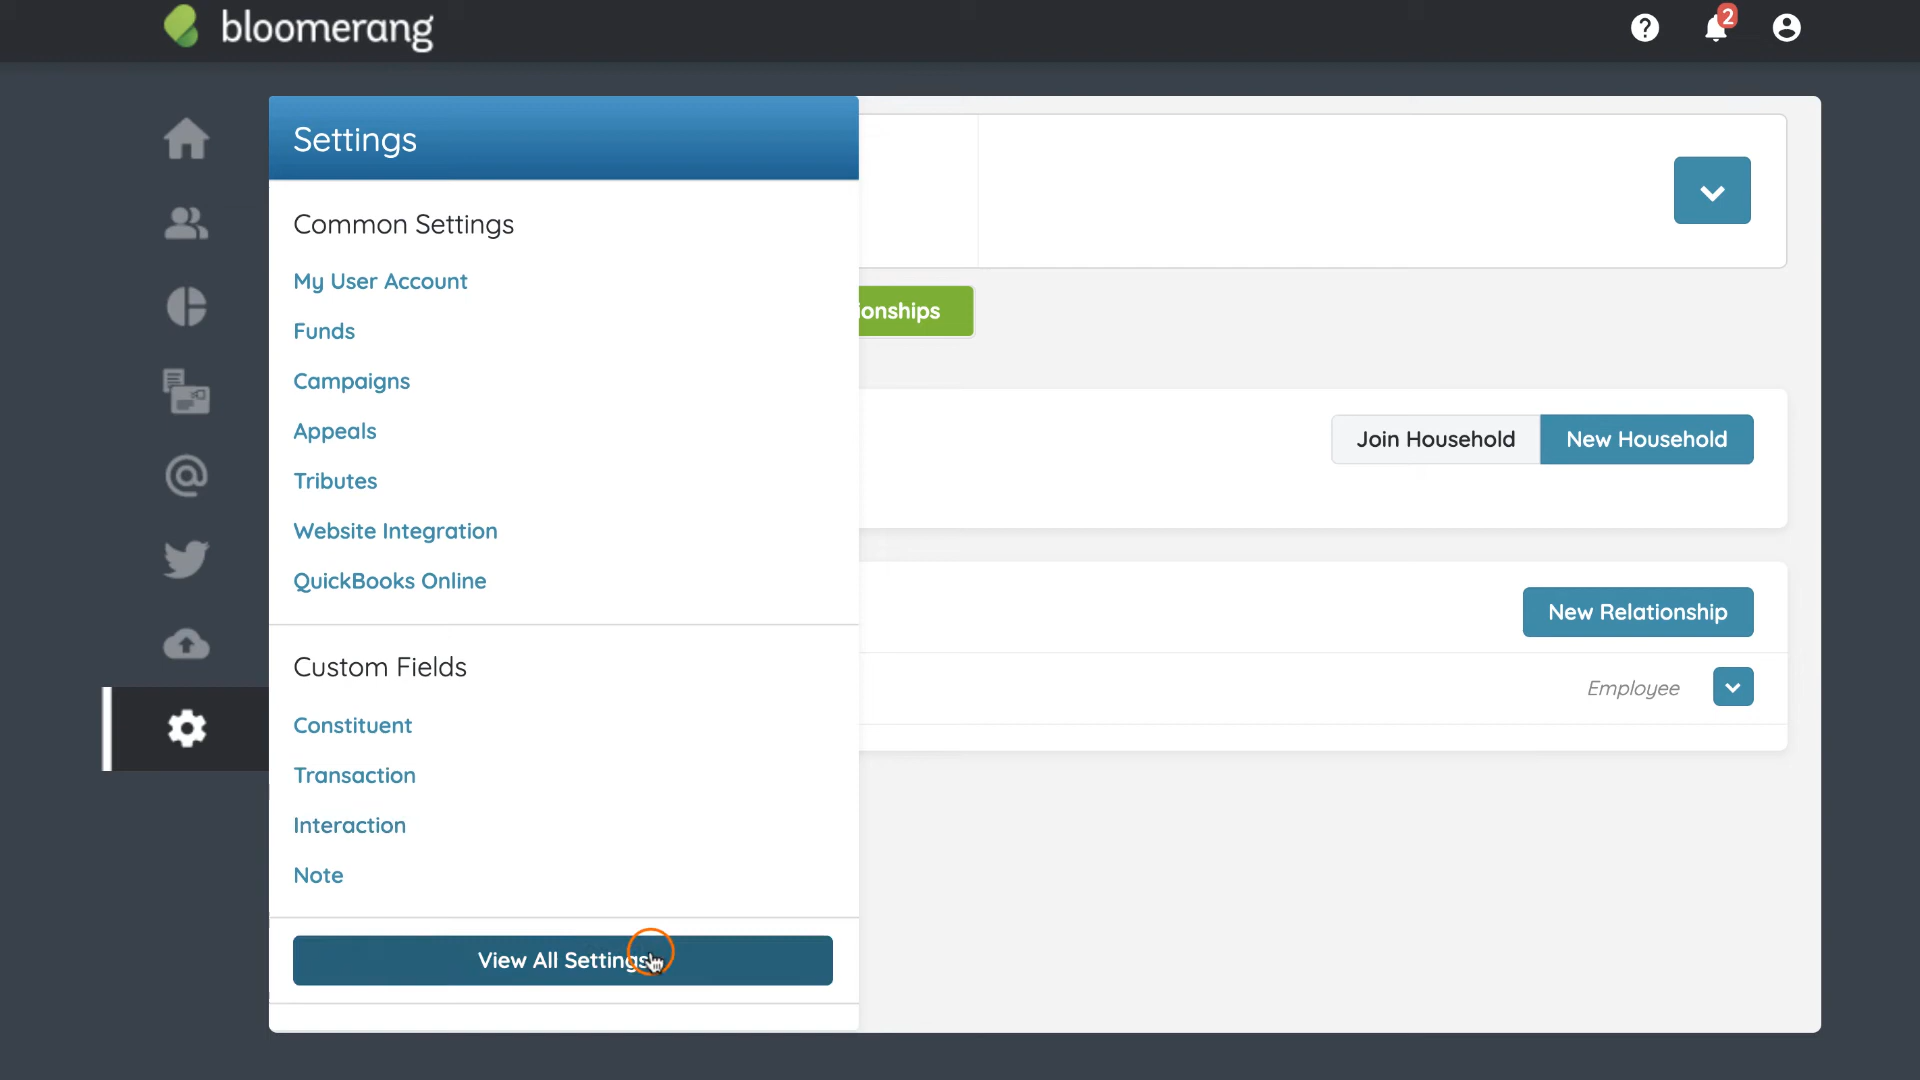 bloomerang
2
Settings
Common Settings
My User Account
Funds
Campaigns
Appeals
Tributes
Website Integration
QuickBooks Online
Custom Fields
Constituent
Transaction
Interaction
Note
View All Settings
ionships
Join Household
New Household
New Relationship
Employee